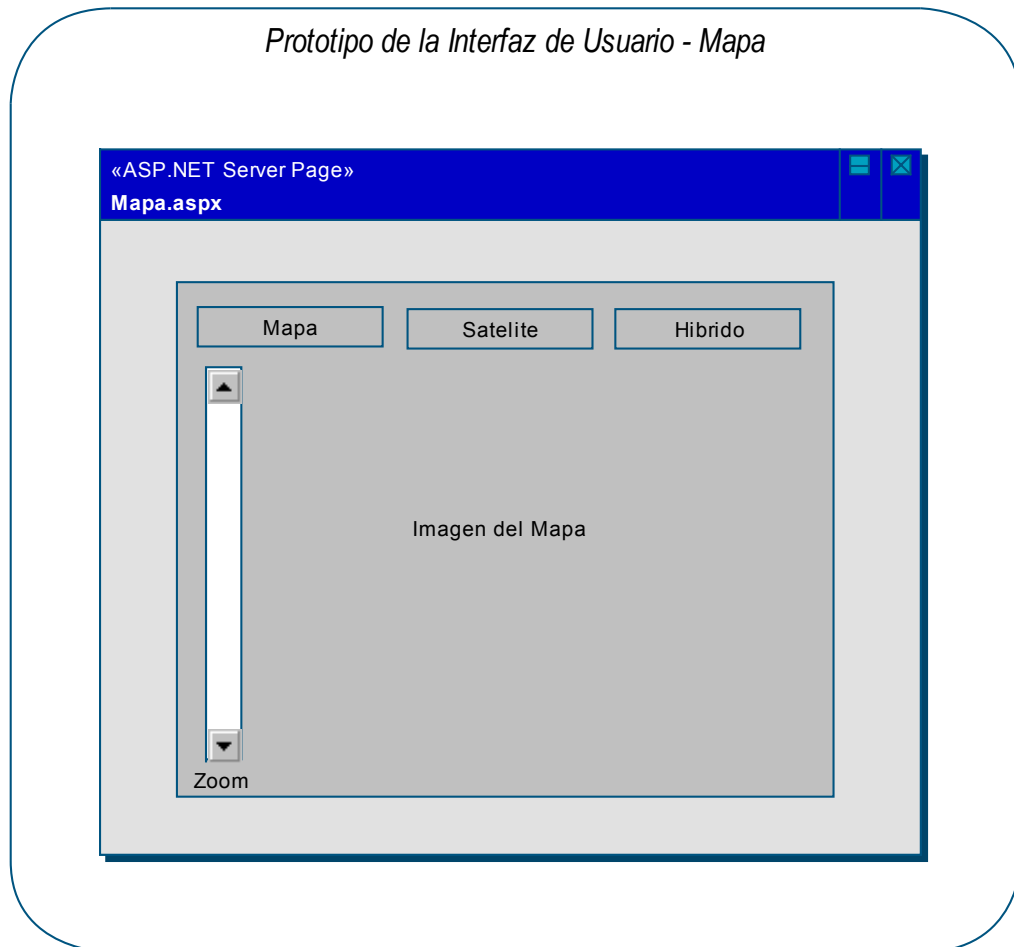 Prototipo de la Interfaz de Usuario - Mapa
«ASP.NET Server Page»
Mapa.aspx
Mapa
Satelite
Hibrido
Imagen del Mapa
Zoom